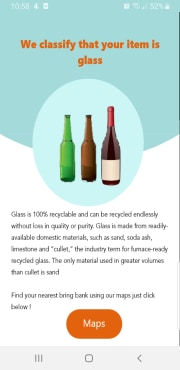 10:58
52%
We classify that your item is
glass
Glass is 100% recyclable and can be recycled endlessly
without loss in quality or purity. Glass is made from readily-
available domestic materials, such as sand, soda ash,
limestone and "cullet," the industry term for furnace-ready
recycled glass. The only material used in greater volumes
than cullet is sand
Find your nearest bring bank using our maps just click
below !
Maps